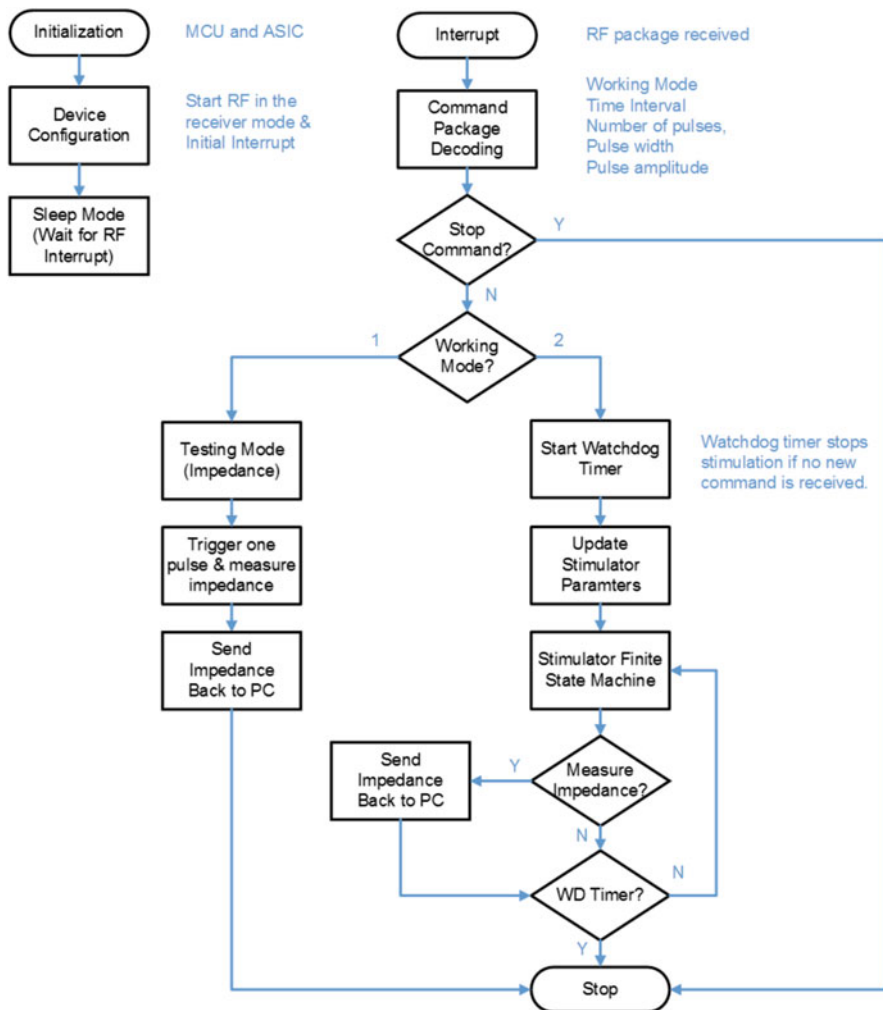 Initialization
MCU and ASIC
Device
Configuration
Start RF in the
receiver mode &
Initial Interrupt
Sleep Mode
(Wait for RF
Interrupt)
Interrupt
RF package received
Command
Package
Decoding
Working Mode
Time Interval
Number of pulses,
Pulse width
Pulse amplitude
Stop
Command?
Y
N
Working
Mode?
1
2
Testing Mode
(Impedance)
Trigger one
pulse & measure
impedance
Send
Impedance
Back to PC
Start Watchdog
Timer
Watchdog timer stops
stimulation if no new
command is received.
Update
Stimulator
Paramters
Stimulator Finite
State Machine
Measure
Impedance?
Y
Send
Impedance
Back to PC
N
WD Timer?
N
Y
Stop